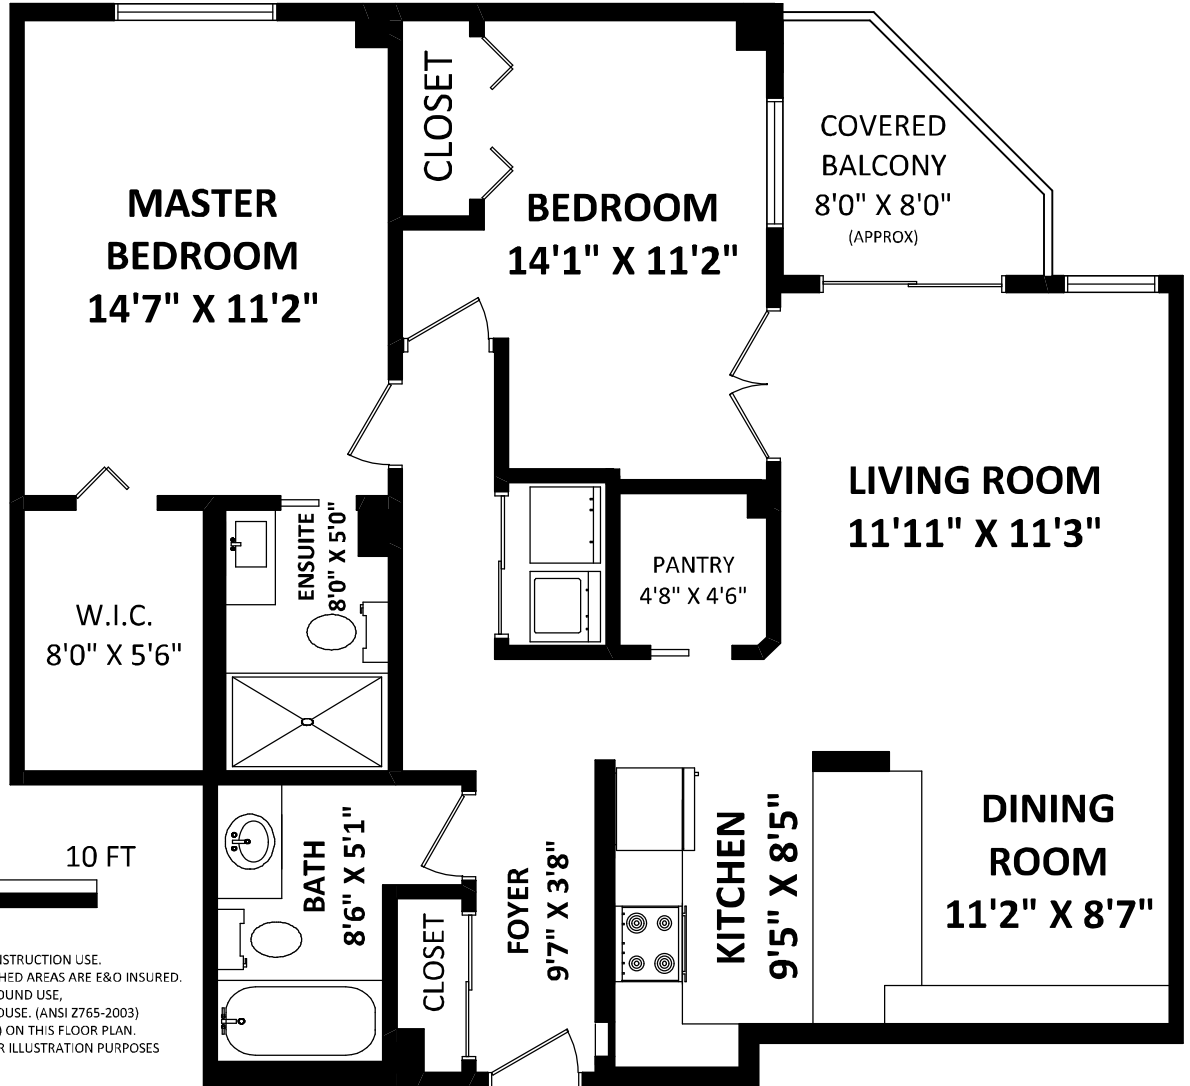 MASTER
BEDROOM
14'7" X 11'2"
CLOSET
BEDROOM
14'1" X 11'2"
COVERED
BALCONY
8'0" X 8'0"
(APPROX)
LIVING ROOM
11'11" X 11'3"
PANTRY
4'8" X 4'6"
ENSUITE
8'0" X 5'0"
W.I.C.
8'0" X 5'6"
10 FT
BATH
8'6" X 5'1"
CLOSET
FOYER
9'7" X 3'8"
KITCHEN
9'5" X 8'5"
DINING
ROOM
11'2" X 8'7"
NSTRUCTION USE.
HED AREAS ARE E&O INSURED.
OUND USE,
OUSE. (ANSI Z765-2003)
) ON THIS FLOOR PLAN.
R ILLUSTRATION PURPOSES